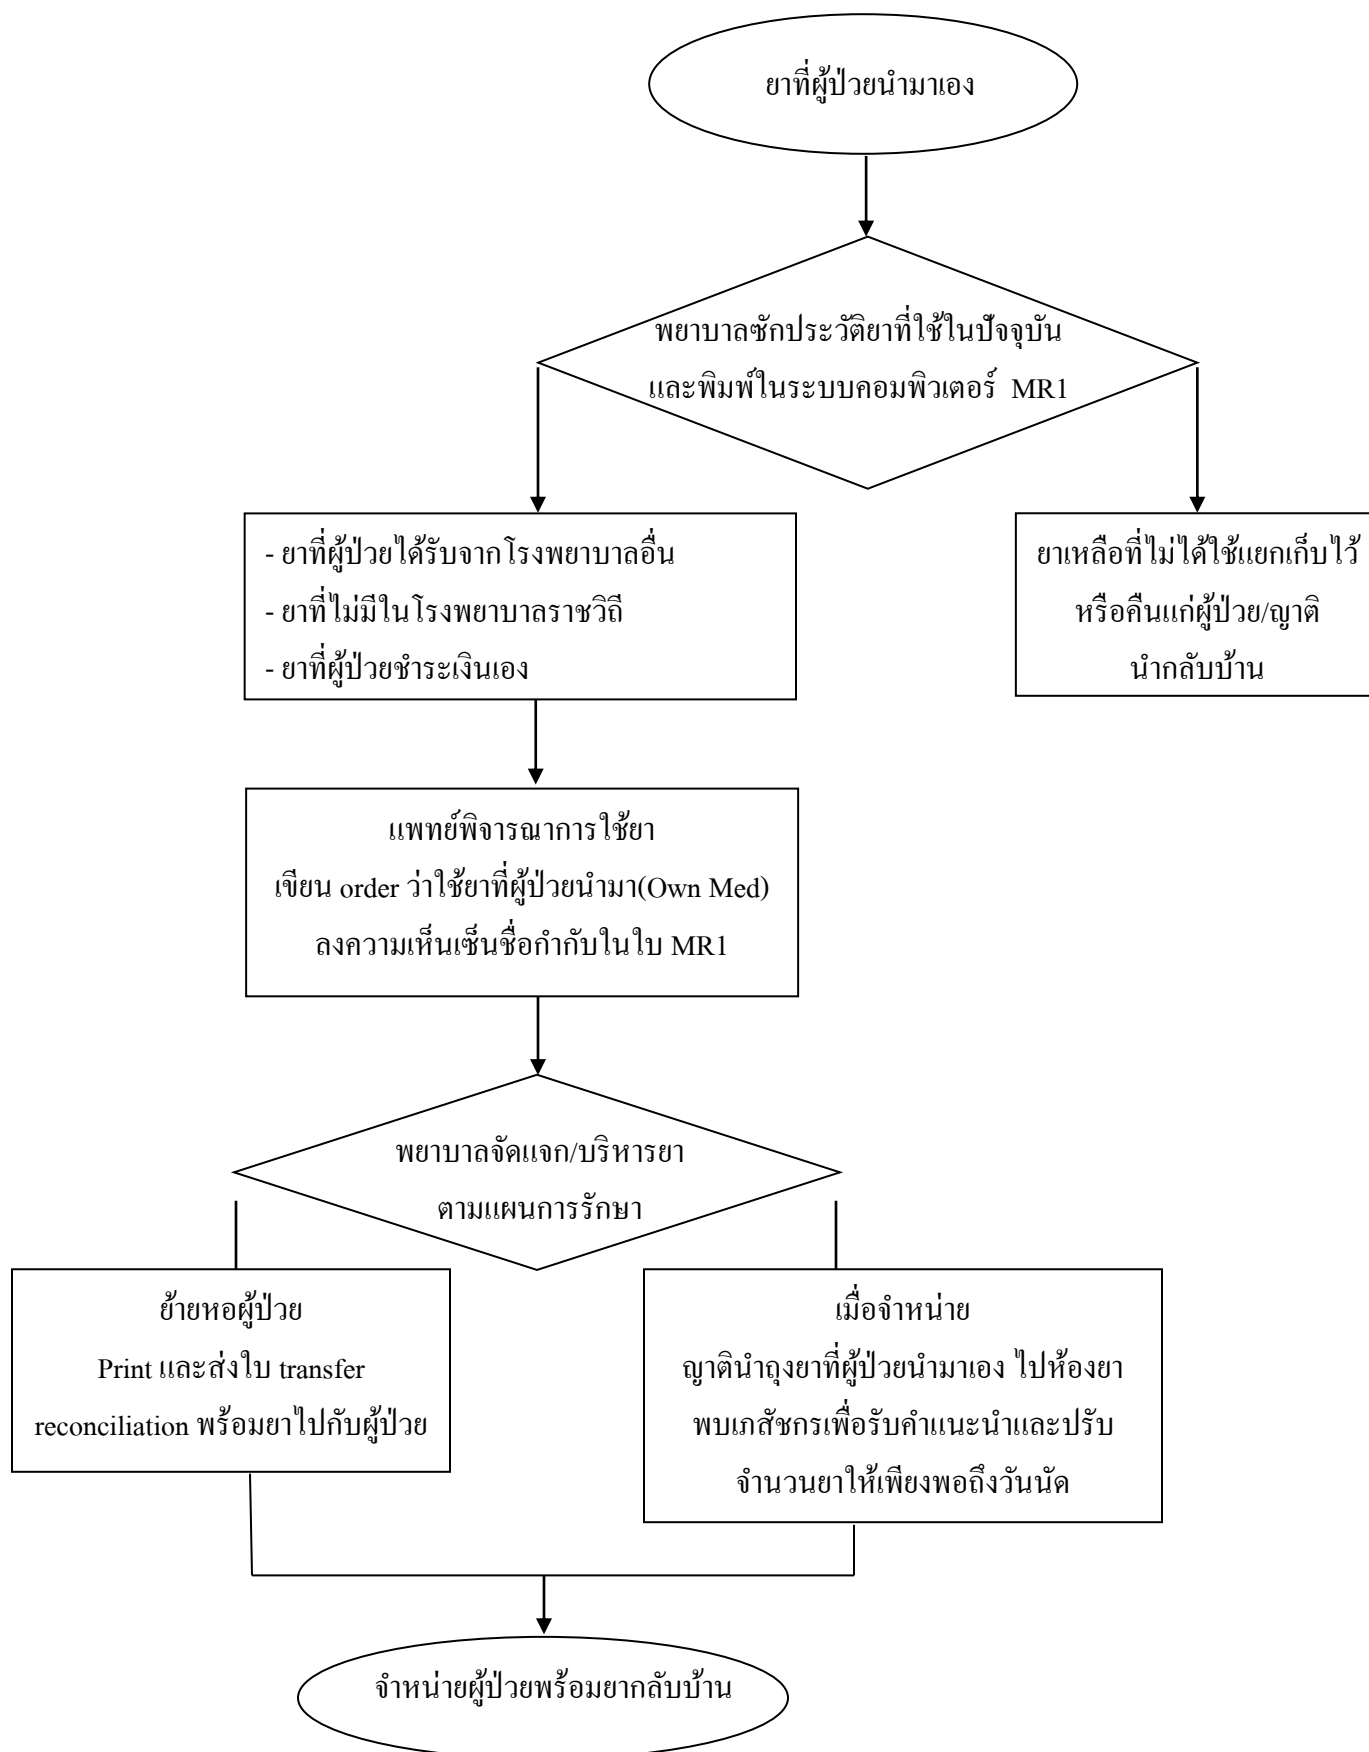 ยาที่ผู้ป่วยนำมาเอง
พยาบาลซักประวัติยาที่ใช้ในปัจจุบัน
และพิมพ์ในระบบคอมพิวเตอร์ MR1
- ยาที่ผู้ป่วยได้รับจากโรงพยาบาลอื่น
- ยาที่ไม่มีในโรงพยาบาลราชวิถี
- ยาที่ผู้ป่วยชำระเงินเอง
ยาเหลือที่ไม่ได้ใช้แยกเก็บไว้
หรือคืนแก่ผู้ป่วย/ญาติ
นำกลับบ้าน
แพทย์พิจารณาการใช้ยา
เขียน order ว่าใช้ยาที่ผู้ป่วยนำมา(Own Med)
ลงความเห็นเซ็นชื่อกำกับในใบ MR1
พยาบาลจัดแจก/บริหารยา
ตามแผนการรักษา
ย้ายหอผู้ป่วย
Print และส่งใบ transfer
reconciliation พร้อมยาไปกับผู้ป่วย
เมื่อจำหน่าย
ญาตินำถุงยาที่ผู้ป่วยนำมาเอง ไปห้องยา
พบเภสัชกรเพื่อรับคำแนะนำและปรับ
จำนวนยาให้เพียงพอถึงวันนัด
จำหน่ายผู้ป่วยพร้อมยากลับบ้าน